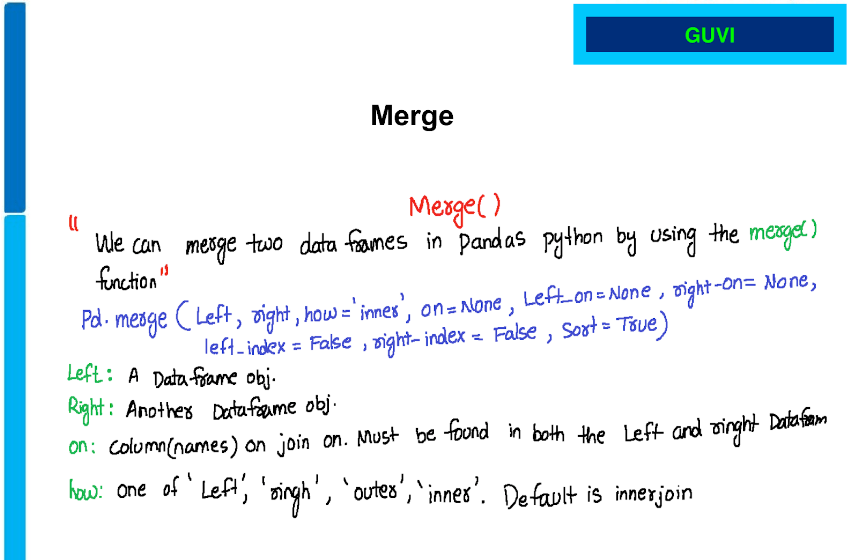 GUVI
Merge
Merge()
"We can merge two data frames in Pandas python by using the merge()
function"
Pd. merge (Left, right, how='inner', on=None, Left_on=None, right-on= None,
left_index = False, right-index = False, Sort = True)
Left: A Dataframe obj.
Right: Another Dataframe obj.
on: column(names) on join on. Must be found in both the Left and ringht Datafram
how: one of 'Left', 'ringh', 'outer', 'inner'. Default is innerjoin